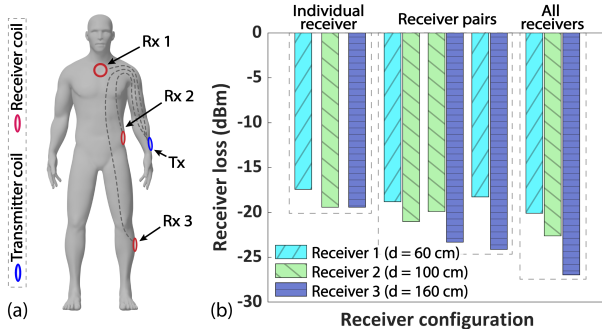 Receiver coil
Transmitter coil
Rx 1
Rx 2
Tx
Rx 3
(a)
Individual
receiver
Receiver pairs
All
receivers
0
-5
-10
-15
-20
-25
-30
Receiver loss (dBm)
Receiver 1 (d = 60 cm)
Receiver 2 (d = 100 cm)
Receiver 3 (d = 160 cm)
(b)
Receiver configuration